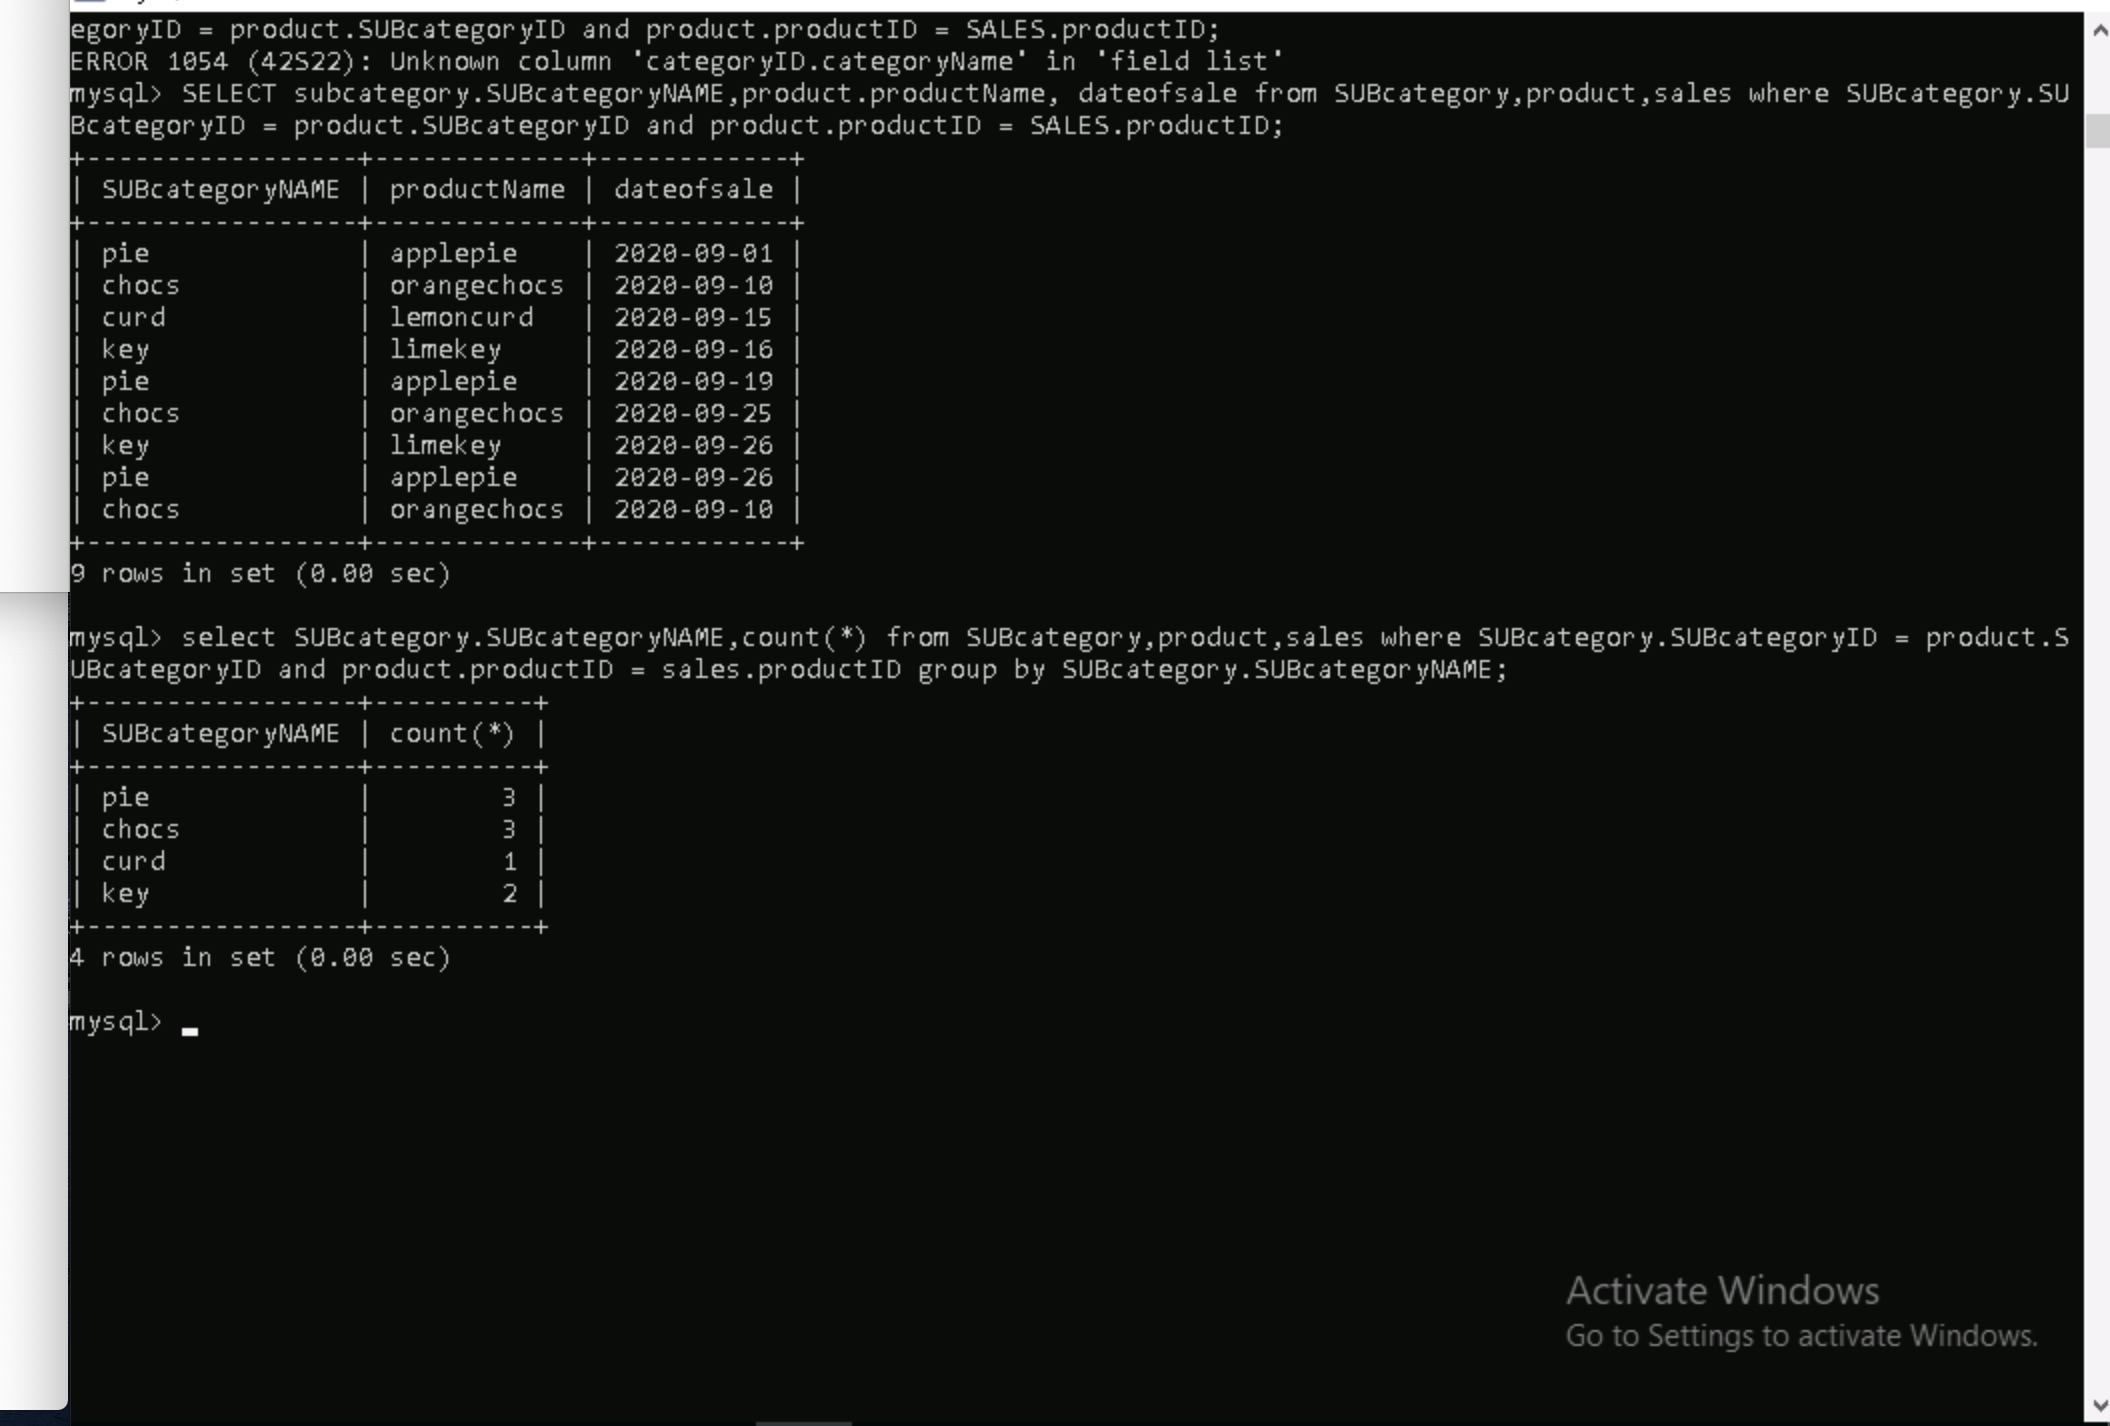 egoryID = product.SUBcategoryID and product.productID = SALES.productID;
ERROR 1054 (42S22): Unknown column 'categoryID.categoryName' in 'field list'
mysql> SELECT subcategory.SUBcategoryNAME,product.productName, dateofsale from SUBcategory,product,sales where SUBcategory.SU
BcategoryID = product.SUBcategoryID and product.productID = SALES.productID;
+-----------------+-------------+------------+
| SUBcategoryNAME | productName | dateofsale |
+-----------------+-------------+------------+
| pie             | applepie    | 2020-09-01 |
| chocs           | orangechocs | 2020-09-10 |
| curd            | lemoncurd   | 2020-09-15 |
| key             | limekey     | 2020-09-16 |
| pie             | applepie    | 2020-09-19 |
| chocs           | orangechocs | 2020-09-25 |
| key             | limekey     | 2020-09-26 |
| pie             | applepie    | 2020-09-26 |
| chocs           | orangechocs | 2020-09-10 |
+-----------------+-------------+------------+
9 rows in set (0.00 sec)
mysql> select SUBcategory.SUBcategoryNAME,count(*) from SUBcategory,product,sales where SUBcategory.SUBcategoryID = product.S
UBcategoryID and product.productID = sales.productID group by SUBcategory.SUBcategoryNAME;
+-----------------+----------+
| SUBcategoryNAME | count(*) |
+-----------------+----------+
| pie             |        3 |
| chocs           |        3 |
| curd            |        1 |
| key             |        2 |
+-----------------+----------+
4 rows in set (0.00 sec)
mysql> _
Activate Windows
Go to Settings to activate Windows.